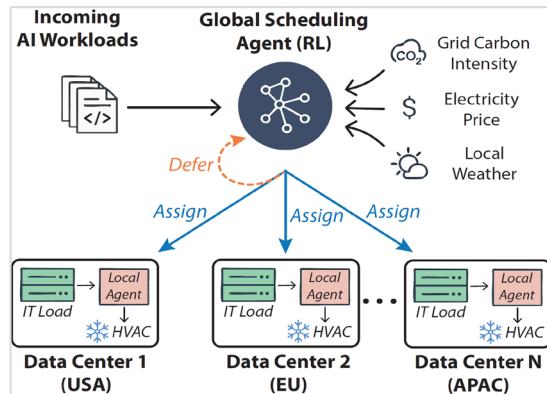 Incoming
AI Workloads
</>
Global Scheduling
Agent (RL)
CO₂
Grid Carbon
Intensity
$
Electricity
Price
Local
Weather
Defer
Assign
Assign
Assign
IT Load
Local
Agent
HVAC
Data Center 1
(USA)
IT Load
Local
Agent
HVAC
Data Center 2
(EU)
IT Load
Local
Agent
HVAC
Data Center N
(APAC)